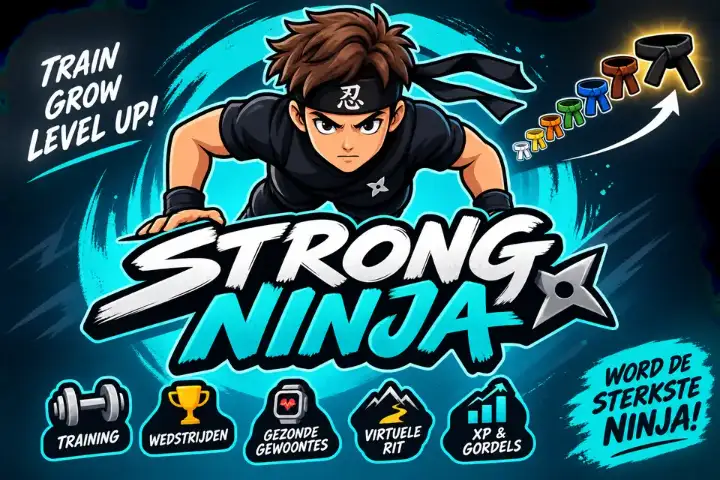 TRAIN
GROW
LEVEL UP!
忍
STRONG
NINJA
TRAINING
WEDSTRIJDEN
GEZONDE
GEWOONTES
VIRTUELE
RIT
XP &
GORDELS
WORD DE
STERKSTE
NINJA!